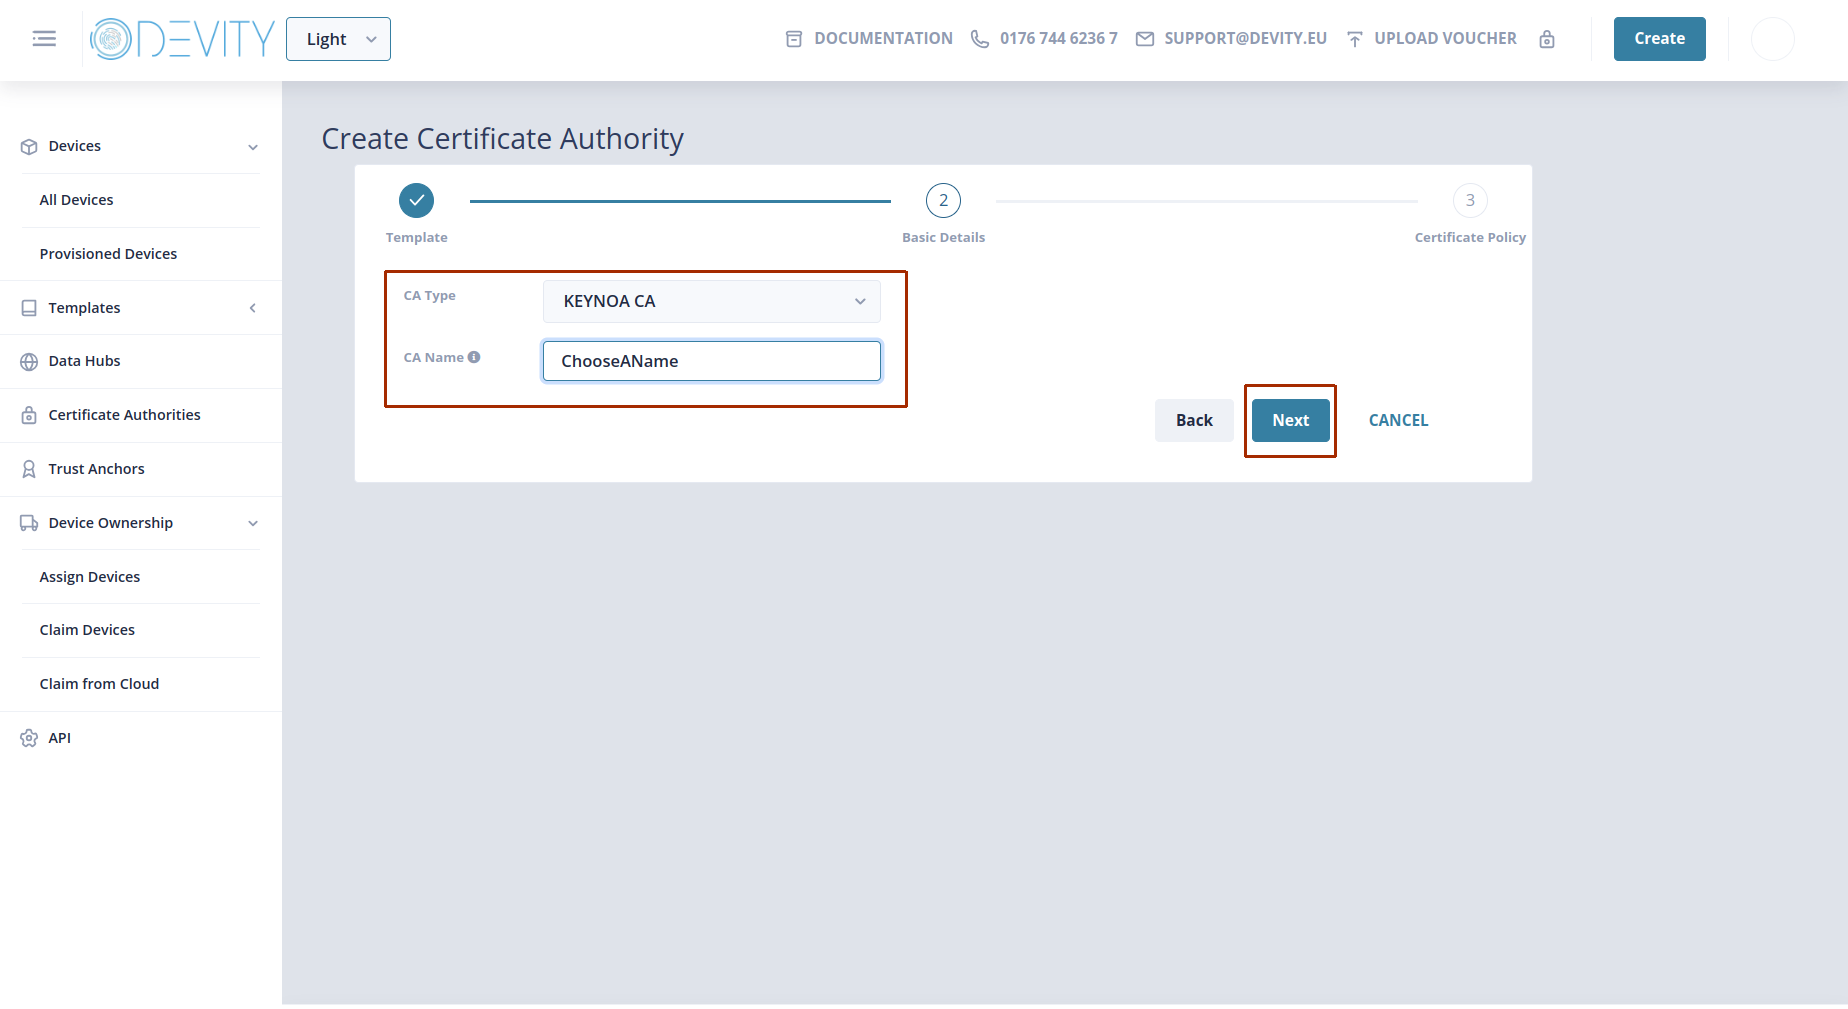 DEVITY
Light
DOCUMENTATION
0176 744 6236 7
SUPPORT@DEVITY.EU
UPLOAD VOUCHER
Create
Devices
All Devices
Provisioned Devices
Templates
Data Hubs
Certificate Authorities
Trust Anchors
Device Ownership
Assign Devices
Claim Devices
Claim from Cloud
API
Create Certificate Authority
2
3
Template
Basic Details
Certificate Policy
CA Type
KEYNOA CA
CA Name
ChooseAName
Back
Next
CANCEL